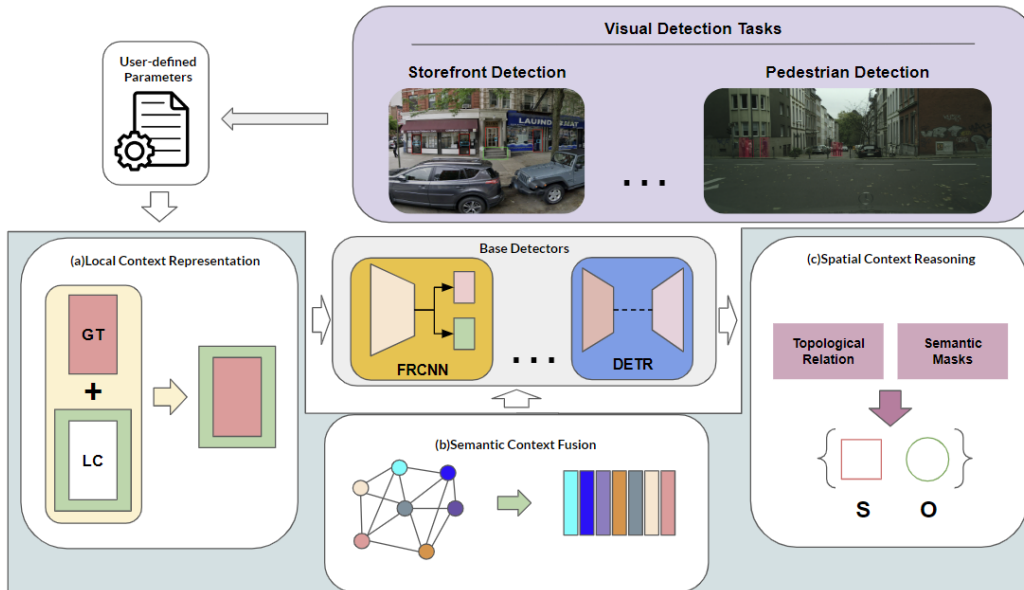 User-defined
Parameters
Visual Detection Tasks
Storefront Detection
Pedestrian Detection
...
(a)Local Context Representation
GT
+
LC
Base Detectors
FRCNN
...
DETR
(b)Semantic Context Fusion
(c)Spatial Context Reasoning
Topological
Relation
Semantic
Masks
{ }
S
O